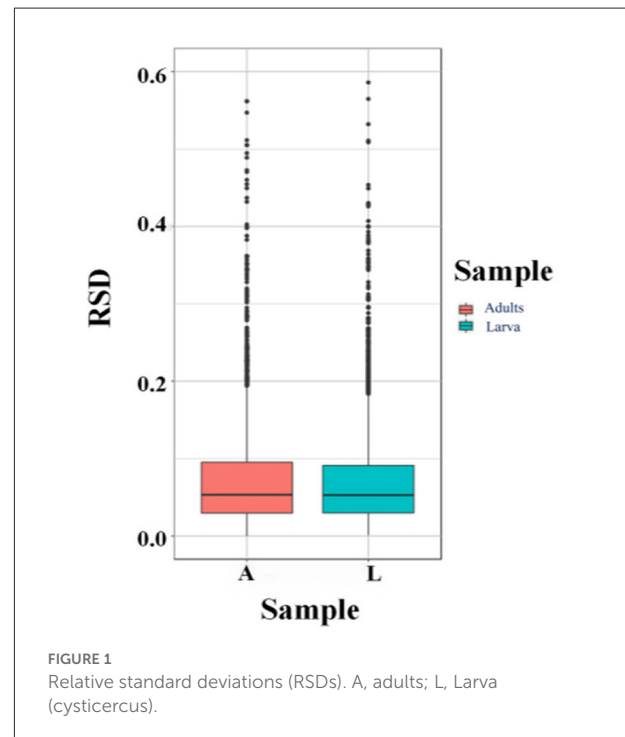 0.6
0.4
0.2
0.0
RSD
A
L
Sample
Sample
Adults
Larva
FIGURE 1
Relative standard deviations (RSDs). A, adults; L, Larva
(cysticercus).